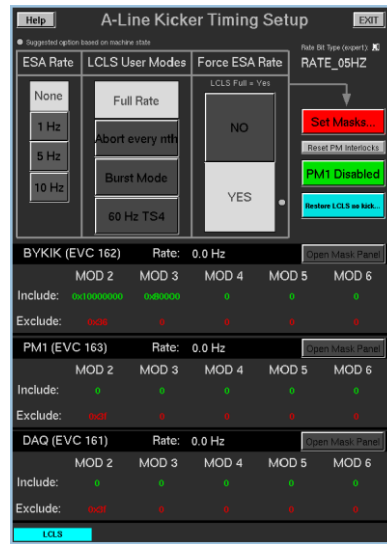 Help A-Line Kicker Timing Setup EXIT
Suggested option based on machine state
Rate Bit Type (expert):
ESA Rate LCLS User Modes Force ESA Rate RATE_05HZ
LCLS Full = Yes
None Full Rate NO Set Masks...
1 Hz Abort every nth
Reset PM Interlocks
5 Hz Burst Mode YES PM1 Disabled
10 Hz 60 Hz TS4 Restore LCLS no kick...
BYKIK (EVC 162) Rate: 0.0 Hz Open Mask Panel
MOD 2 MOD 3 MOD 4 MOD 5 MOD 6
Include: 0x10000000 0x80000 0 0 0
Exclude: 0 0 0 0
PM1 (EVC 163) Rate: 0.0 Hz Open Mask Panel
MOD 2 MOD 3 MOD 4 MOD 5 MOD 6
Include: 0 0 0 0 0
Exclude: 0x3f 0 0 0 0
DAQ (EVC 161) Rate: 0.0 Hz Open Mask Panel
MOD 2 MOD 3 MOD 4 MOD 5 MOD 6
Include: 0 0 0 0 0
Exclude: 0x3f 0 0 0 0
LCLS